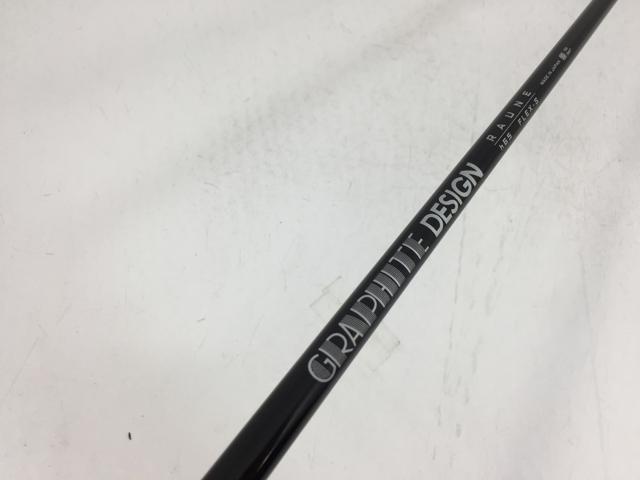 GRAPHITE DESIGN
RAUNE
h65 FLEX-S
MADE IN JAPAN